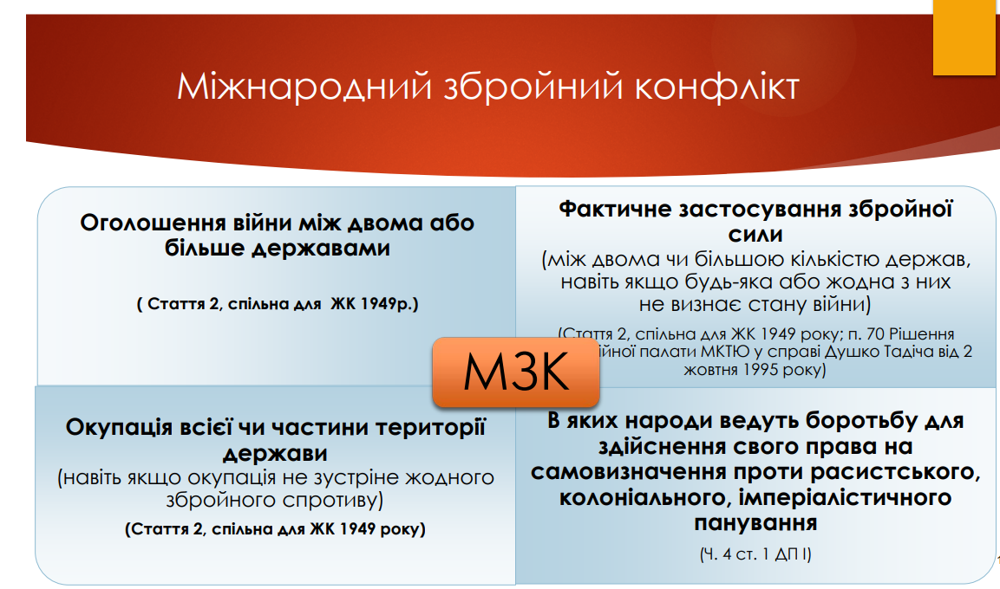 Міжнародний збройний конфлікт
Оголошення війни між двома або
більше державами
( Стаття 2, спільна для ЖК 1949р.)
Фактичне застосування збройної
сили
(між двома чи більшою кількістю держав,
навіть якщо будь-яка або жодна з них
не визнає стану війни)
(Стаття 2, спільна для ЖК 1949 року; п. 70 Рішення
палати МКТЮ у справі Душко Тадіча від 2
жовтня 1995 року)
МЗК
Окупація всієї чи частини території
держави
(навіть якщо окупація не зустріне жодного
збройного спротиву)
(Стаття 2, спільна для ЖК 1949 року)
В яких народи ведуть боротьбу для
здійснення свого права на
самовизначення проти расистського,
колоніального, імперіалістичного
панування
(Ч. 4 ст. 1 ДП І)